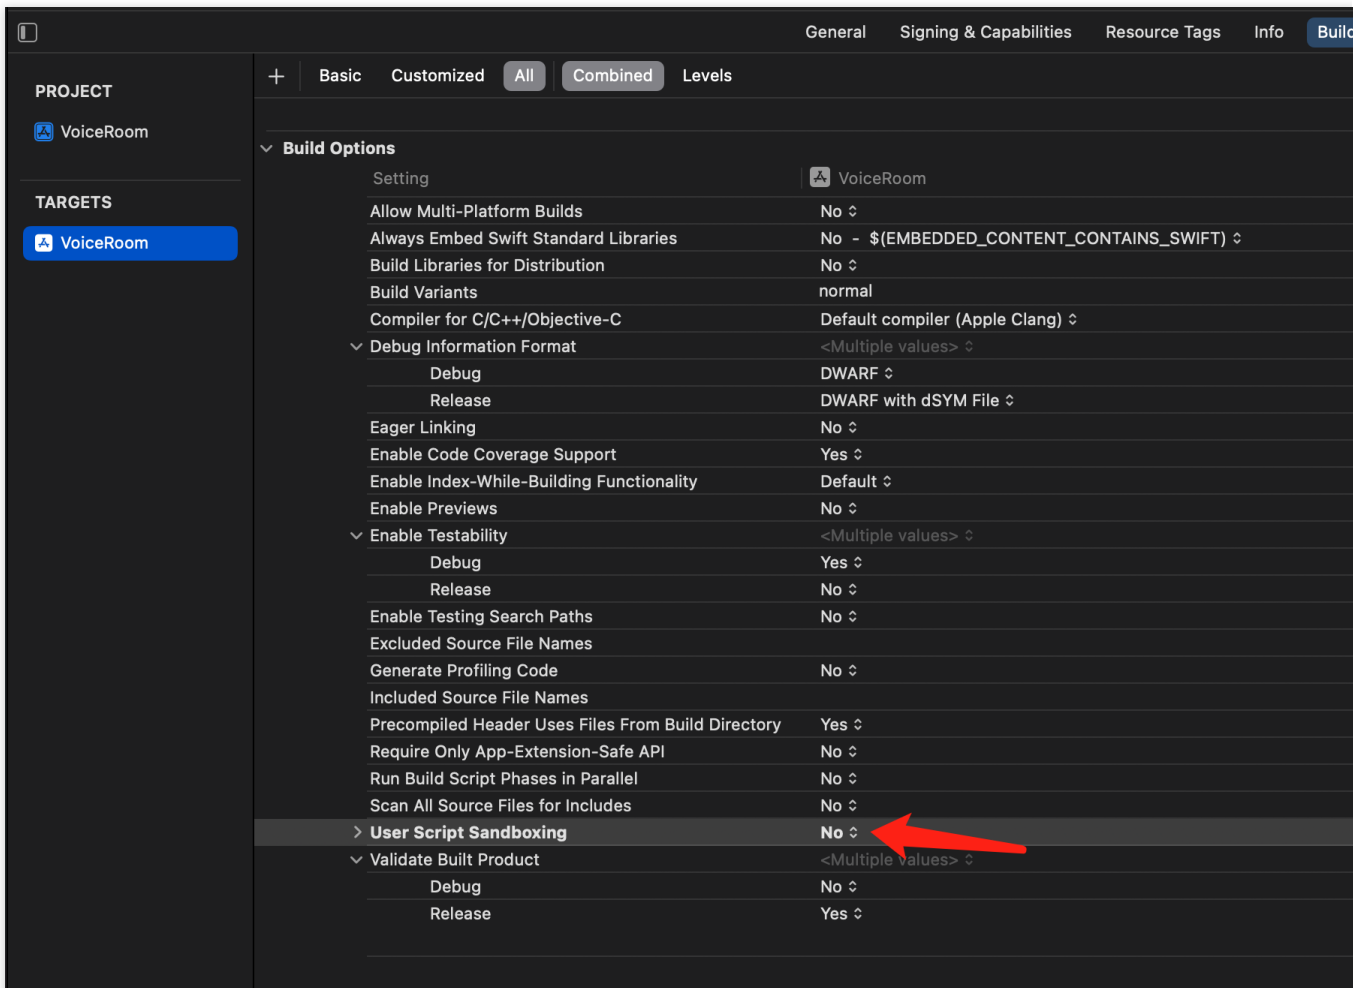 General Signing & Capabilities Resource Tags Info Build
PROJECT
VoiceRoom
TARGETS
VoiceRoom
+ Basic Customized All Combined Levels
Build Options
Setting VoiceRoom
Allow Multi-Platform Builds No
Always Embed Swift Standard Libraries No - $(EMBEDDED_CONTENT_CONTAINS_SWIFT)
Build Libraries for Distribution No
Build Variants normal
Compiler for C/C++/Objective-C Default compiler (Apple Clang)
Debug Information Format <Multiple values>
Debug DWARF
Release DWARF with dSYM File
Eager Linking No
Enable Code Coverage Support Yes
Enable Index-While-Building Functionality Default
Enable Previews No
Enable Testability <Multiple values>
Debug Yes
Release No
Enable Testing Search Paths No
Excluded Source File Names
Generate Profiling Code No
Included Source File Names
Precompiled Header Uses Files From Build Directory Yes
Require Only App-Extension-Safe API No
Run Build Script Phases in Parallel No
Scan All Source Files for Includes No
User Script Sandboxing No
Validate Built Product <Multiple values>
Debug No
Release Yes